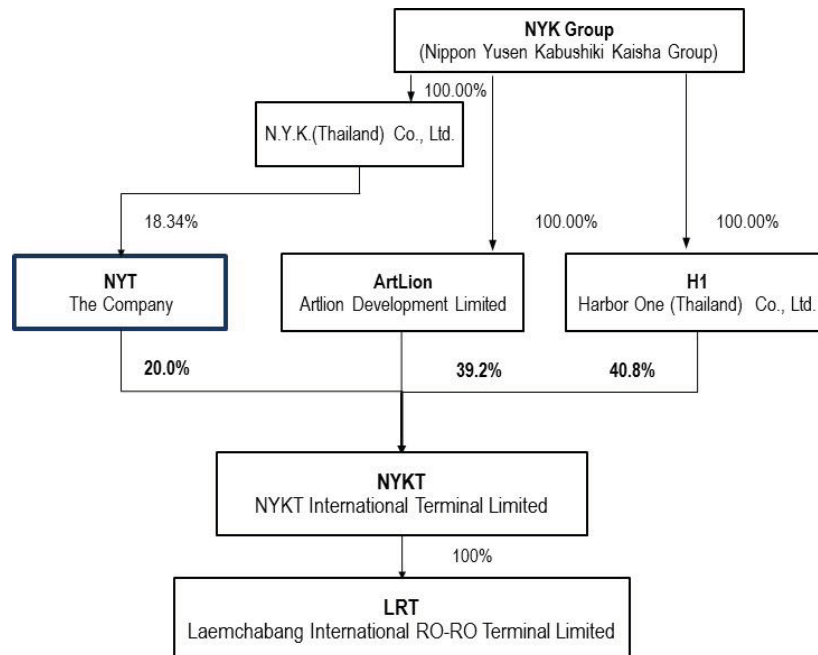 NYK Group
(Nippon Yusen Kabushiki Kaisha Group)
100.00%
N.Y.K.(Thailand) Co., Ltd.
18.34%
100.00%
100.00%
NYT
The Company
ArtLion
Artlion Development Limited
H1
Harbor One (Thailand) Co., Ltd.
20.0%
39.2%
40.8%
NYKT
NYKT International Terminal Limited
100%
LRT
Laemchabang International RO-RO Terminal Limited